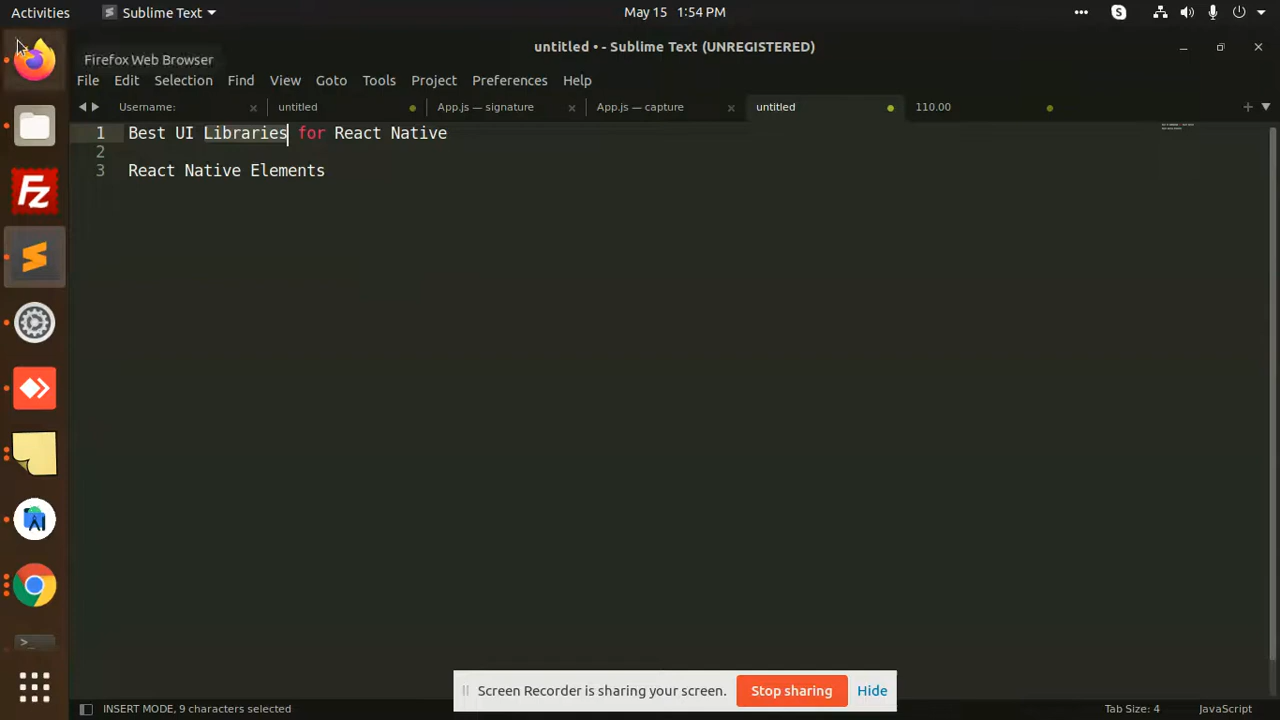 Activities
Sublime Text
May 15 1:54 PM
untitled • - Sublime Text (UNREGISTERED)
Firefox Web Browser
File Edit Selection Find View Goto Tools Project Preferences Help
Username: untitled App.js — signature App.js — capture untitled 110.00
1 Best UI Libraries for React Native
2
3 React Native Elements
Screen Recorder is sharing your screen. Stop sharing Hide
INSERT MODE, 9 characters selected
Tab Size: 4 JavaScript